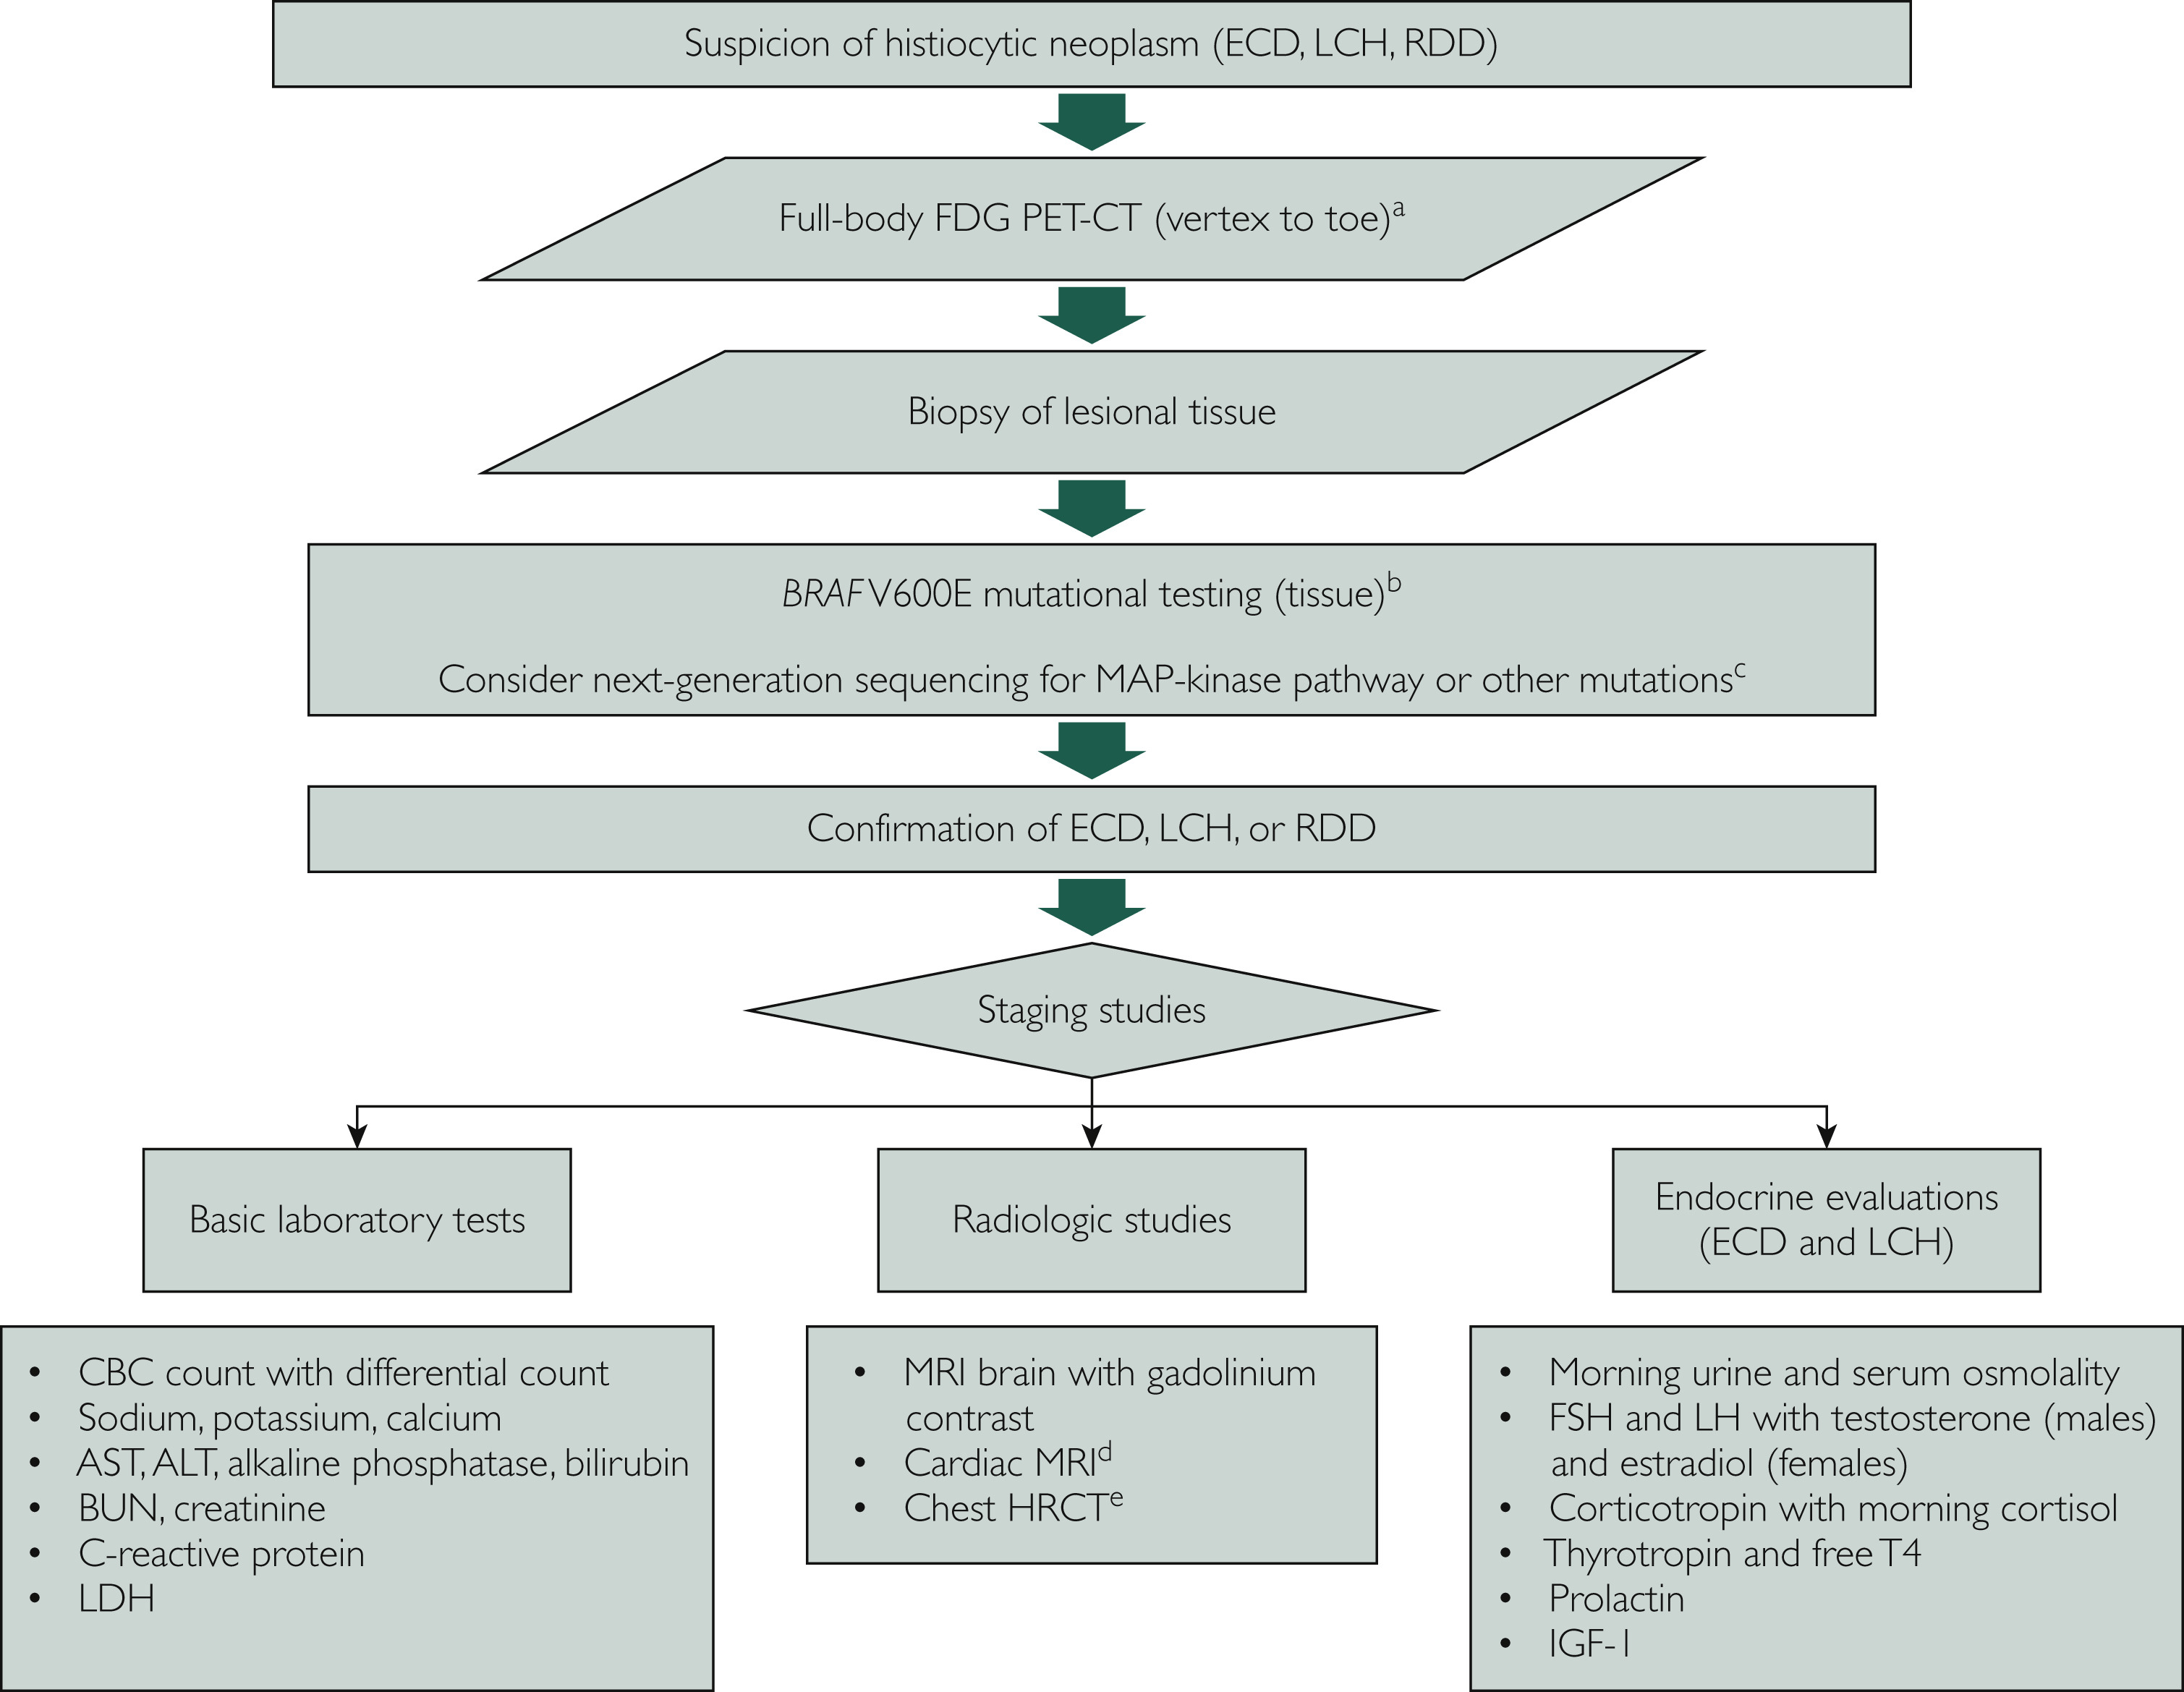 Suspicion of histiocytic neoplasm (ECD, LCH, RDD)
Full-body FDG PET-CT (vertex to toe)a
Biopsy of lesional tissue
BRAF V600E mutational testing (tissue)b
Consider next-generation sequencing for MAP-kinase pathway or other mutationsc
Confirmation of ECD, LCH, or RDD
Staging studies
Basic laboratory tests
• CBC count with differential count
• Sodium, potassium, calcium
• AST, ALT, alkaline phosphatase, bilirubin
• BUN, creatinine
• C-reactive protein
• LDH
Radiologic studies
• MRI brain with gadolinium
contrast
• Cardiac MRId
• Chest HRCTe
Endocrine evaluations
(ECD and LCH)
• Morning urine and serum osmolality
• FSH and LH with testosterone (males)
and estradiol (females)
• Corticotropin with morning cortisol
• Thyrotropin and free T4
• Prolactin
• IGF-1